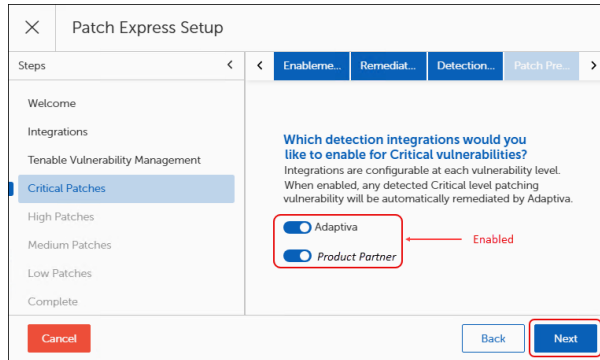 Patch Express Setup
Steps
Enableme...
Remediat...
Detection...
Patch Pre...
Welcome
Integrations
Tenable Vulnerability Management
Critical Patches
High Patches
Medium Patches
Low Patches
Complete
Which detection integrations would you
like to enable for Critical vulnerabilities?
Integrations are configurable at each vulnerability level.
When enabled, any detected Critical level patching
vulnerability will be automatically remediated by Adaptiva.
Adaptiva
Product Partner
Enabled
Cancel
Back
Next